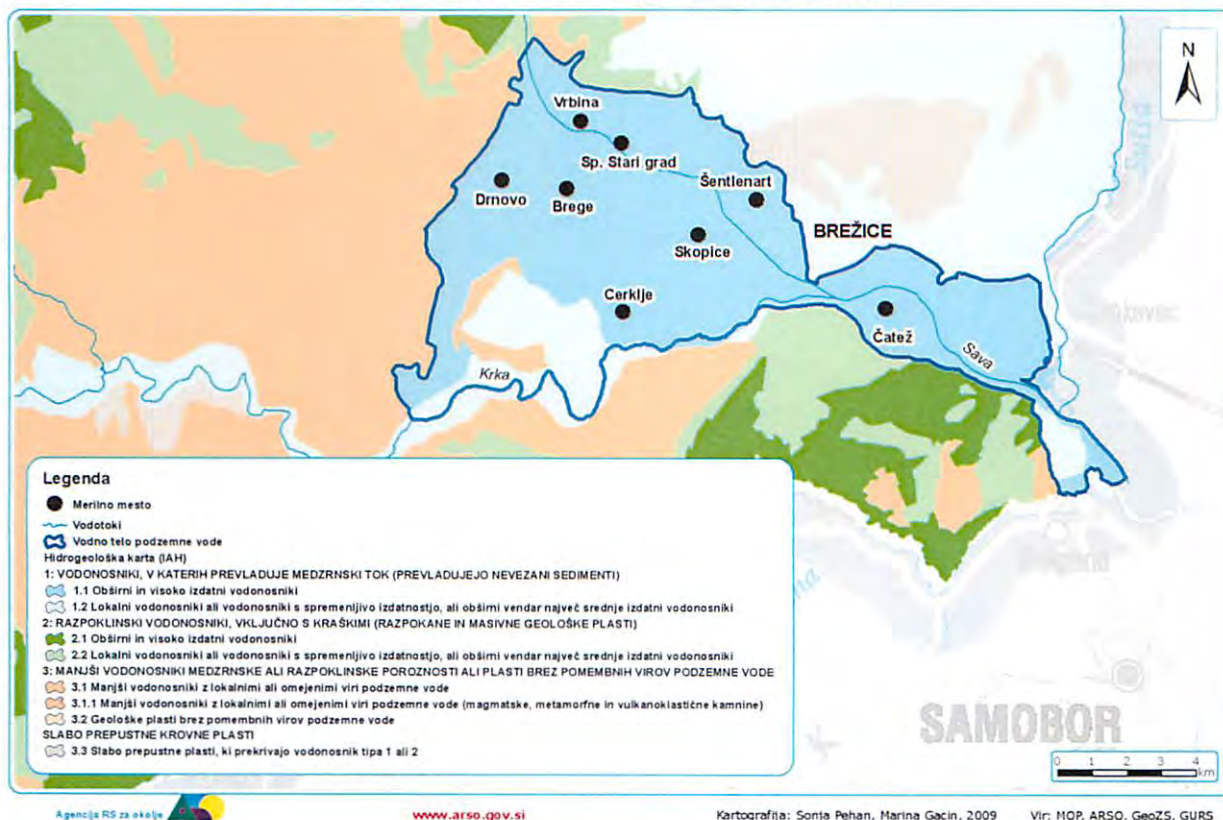 N
Vrbina
Sp. Stari grad
Šentlenart
Drnovo
Brege
BREŽICE
Skopice
Cerklje
Čatež
Sava
Krka
Legenda
Merilno mesto
Vodotoki
Vodno telo podzemne vode
Hidrogeološka karta (IAH)
1: VODONOSNIKI, V KATERIH PREVLADUJE MEDZRNSKI TOK (PREVLADUJEJO NEVEZANI SEDIMENTI)
1.1 Obširni in visoko izdatni vodonosniki
1.2 Lokalni vodonosniki ali vodonosniki s spremenljivo izdatnostjo, ali obširni vendar največ srednje izdatni vodonosniki
2: RAZPOKLINSKI VODONOSNIKI, VKLJUČNO S KRAŠKIMI (RAZPOKANE IN MASIVNE GEOLOŠKE PLASTI)
2.1 Obširni in visoko izdatni vodonosniki
2.2 Lokalni vodonosniki ali vodonosniki s spremenljivo izdatnostjo, ali obširni vendar največ srednje izdatni vodonosniki
3: MANJŠI VODONOSNIKI MEDZRNSKE ALI RAZPOKLINSKE POROZNOSTI ALI PLASTI BREZ POMEMBNIH VIROV PODZEMNE VODE
3.1 Manjši vodonosniki z lokalnimi ali omejenimi viri podzemne vode
3.1.1 Manjši vodonosniki z lokalnimi ali omejenimi viri podzemne vode (magmatske, metamorfne in vulkanoklastične kamnine)
3.2 Geološke plasti brez pomembnih virov podzemne vode
SLABO PREPUSTNE KROVNE PLASTI
3.3 Slabo prepustne plasti, ki prekrivajo vodonosnik tipa 1 ali 2
SAMOBOR
0 1 2 3 4
km
Agencija RS za okolje
www.arso.gov.si
Kartografija: Sonja Pehan, Marina Gacin, 2009
Vir: MOP, ARSO, GeoZS, GURS